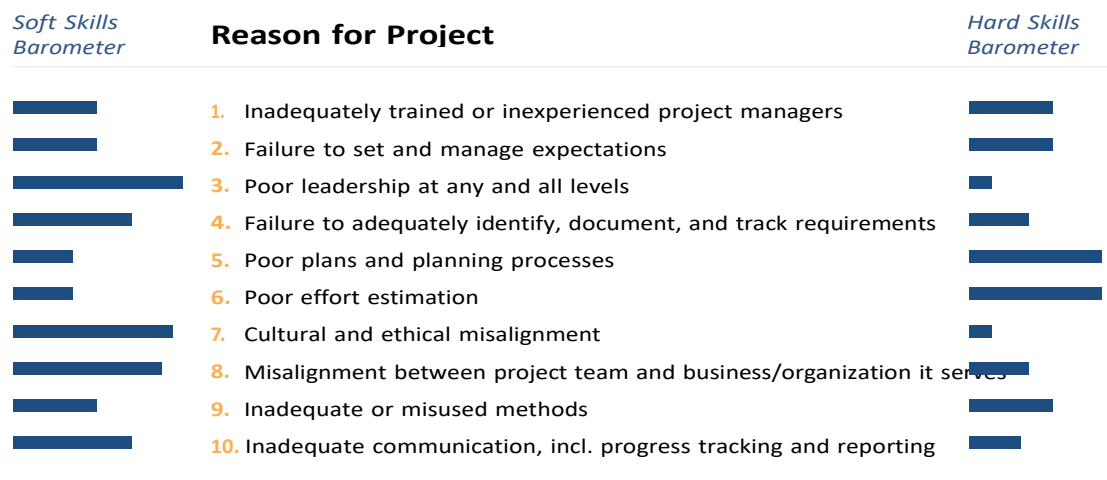 Soft Skills
Barometer
Reason for Project
Hard Skills
Barometer
1. Inadequately trained or inexperienced project managers
2. Failure to set and manage expectations
3. Poor leadership at any and all levels
4. Failure to adequately identify, document, and track requirements
5. Poor plans and planning processes
6. Poor effort estimation
7. Cultural and ethical misalignment
8. Misalignment between project team and business/organization it serves
9. Inadequate or misused methods
10. Inadequate communication, incl. progress tracking and reporting